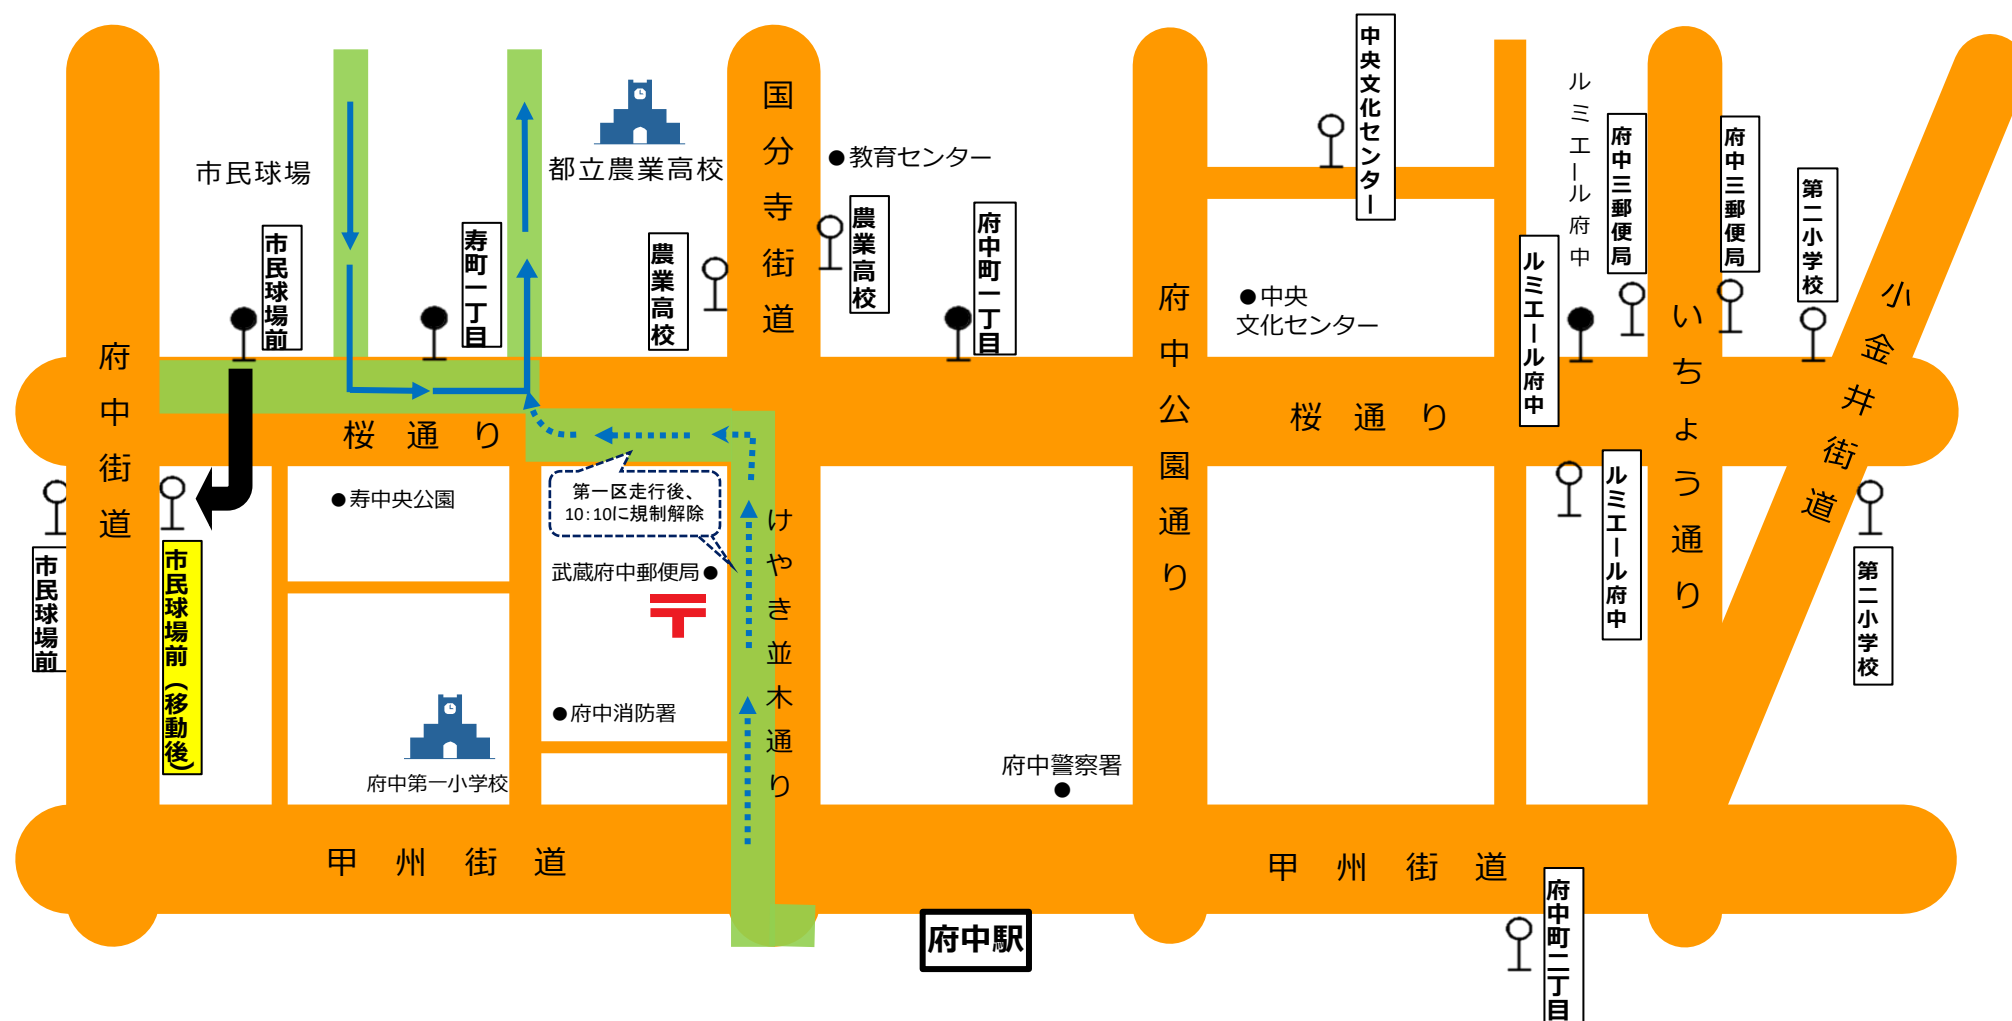 中央文化センター
国分寺街道
ルミエール府中
府中三郵便局
府中三郵便局
●教育センター
市民球場
都立農業高校
第二小学校
農業高校
府中町一丁目
寿町一丁目
市民球場前
農業高校
ルミエール府中
小金井街道
府中公園通り
●中央
文化センター
いちょう通り
府中街道
桜通り
桜通り
ルミエール府中
第一区走行後、
10:10に規制解除
●寿中央公園
けやき並木通り
市民球場前
市民球場前（移動後）
武蔵府中郵便局●
第二小学校
●府中消防署
府中第一小学校
府中警察署
●
甲州街道
甲州街道
府中町二丁目
府中駅